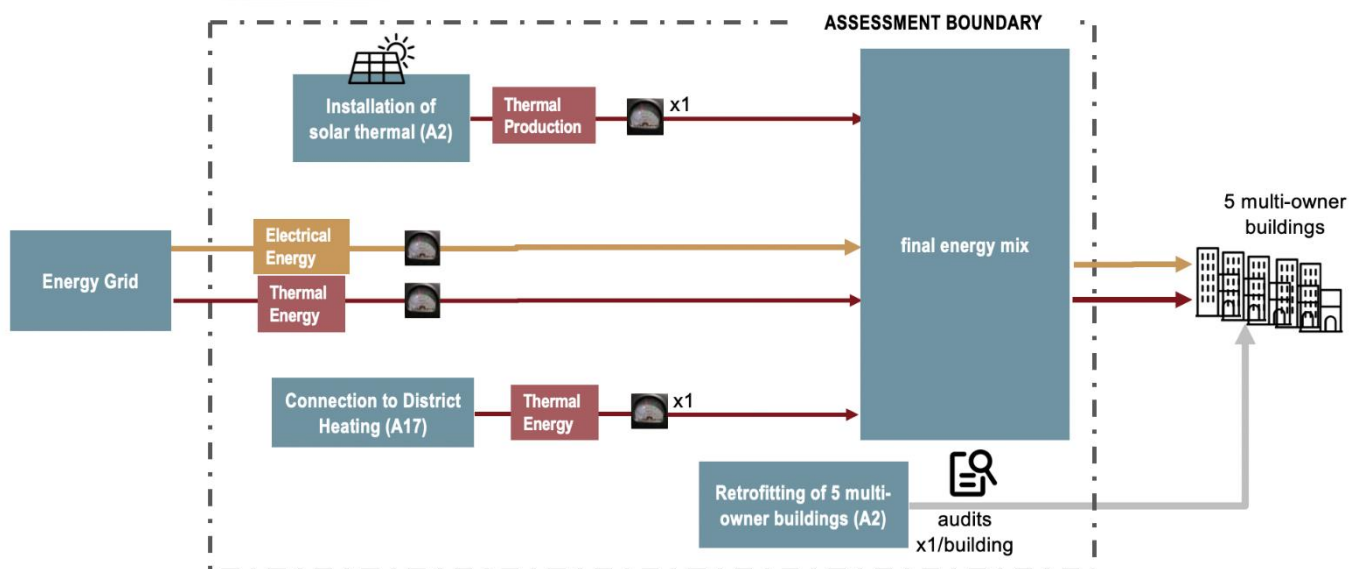 ASSESSMENT BOUNDARY
Installation of
solar thermal (A2)
Thermal
Production
x1
Energy Grid
Electrical
Energy
Thermal
Energy
final energy mix
5 multi-owner
buildings
Connection to District
Heating (A17)
Thermal
Energy
x1
Retrofitting of 5 multi-
owner buildings (A2)
audits
x1/building